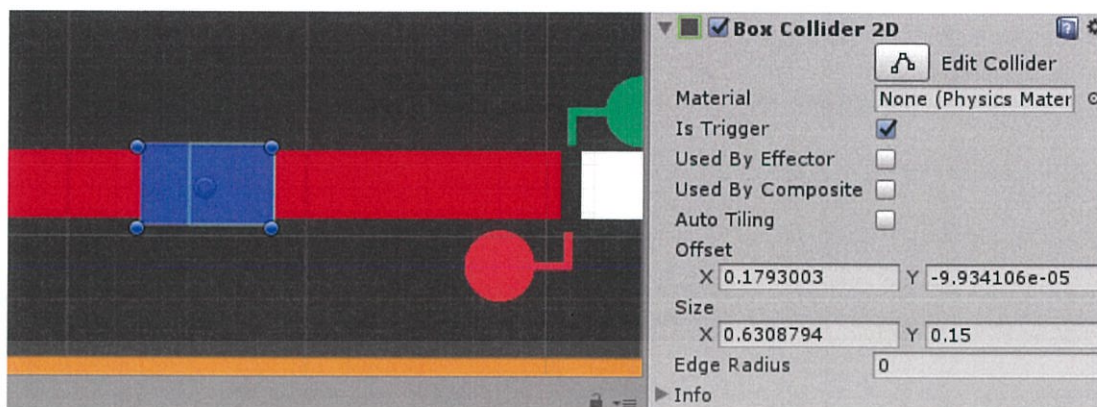 Box Collider 2D
Edit Collider
Material None (Physics Mater
Is Trigger
Used By Effector
Used By Composite
Auto Tiling
Offset
X 0.1793003 Y -9.934106e-05
Size
X 0.6308794 Y 0.15
Edge Radius 0
Info